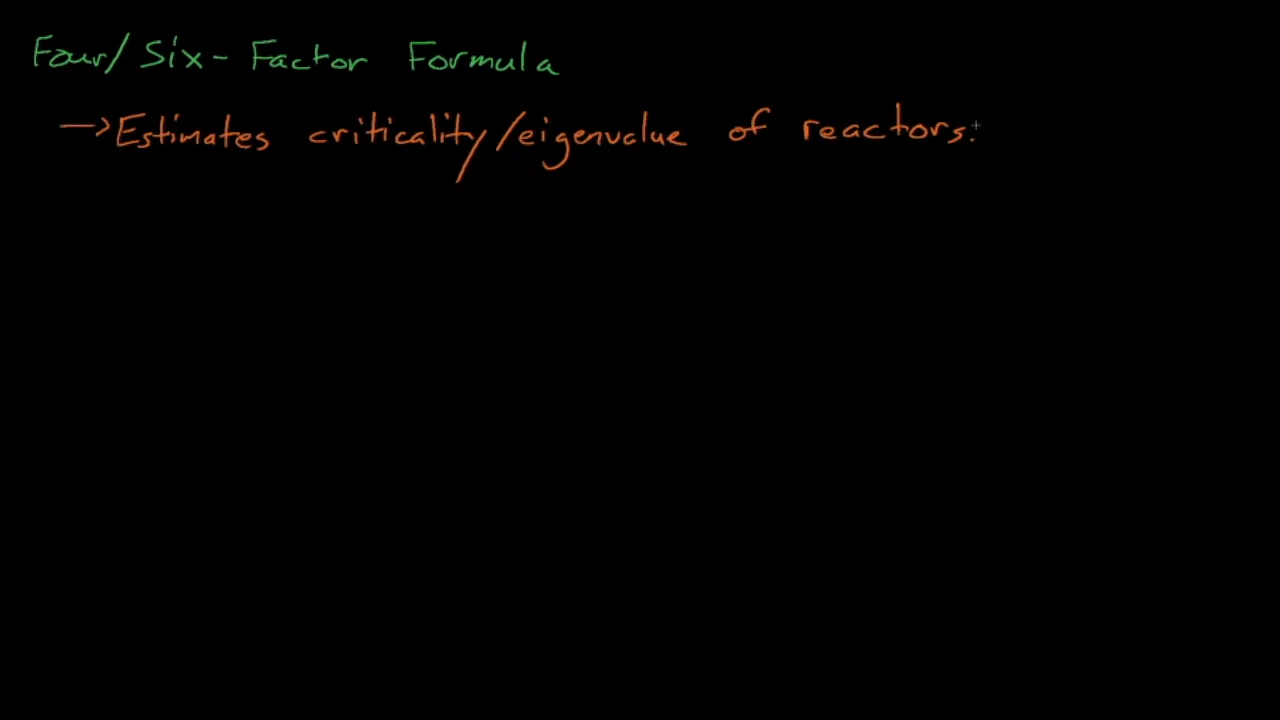 Four/Six-Factor Formula
→Estimates criticality/eigenvalue of reactors: